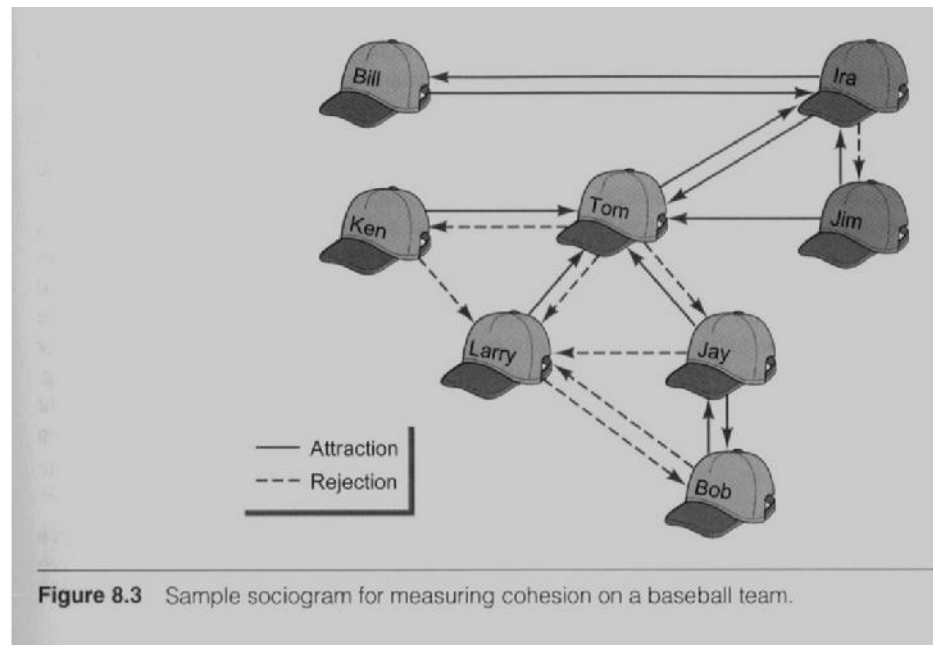 Bill
Ira
Ken
Tom
Jim
Larry
Jay
Bob
Attraction
Rejection
Figure 8.3 Sample sociogram for measuring cohesion on a baseball team.